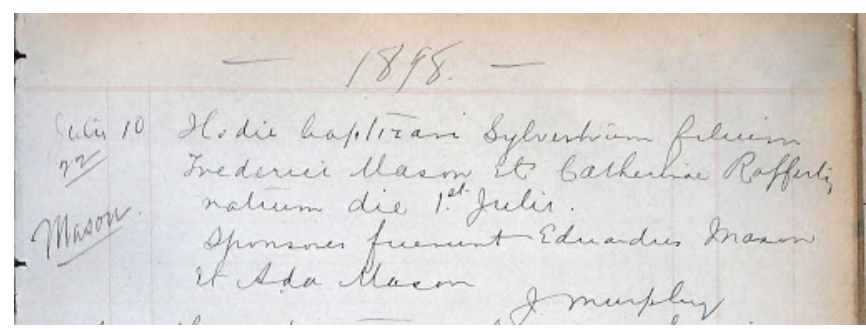 — 1898. —
Julii 10 Hodie baptizavi Sylvestrum filium
22 Frederici Mason et Catherinae Rafferty
natum die 1st Julii.
Mason. Sponsores fuerunt Eduardus Mason
et Ada Mason
J Murphy